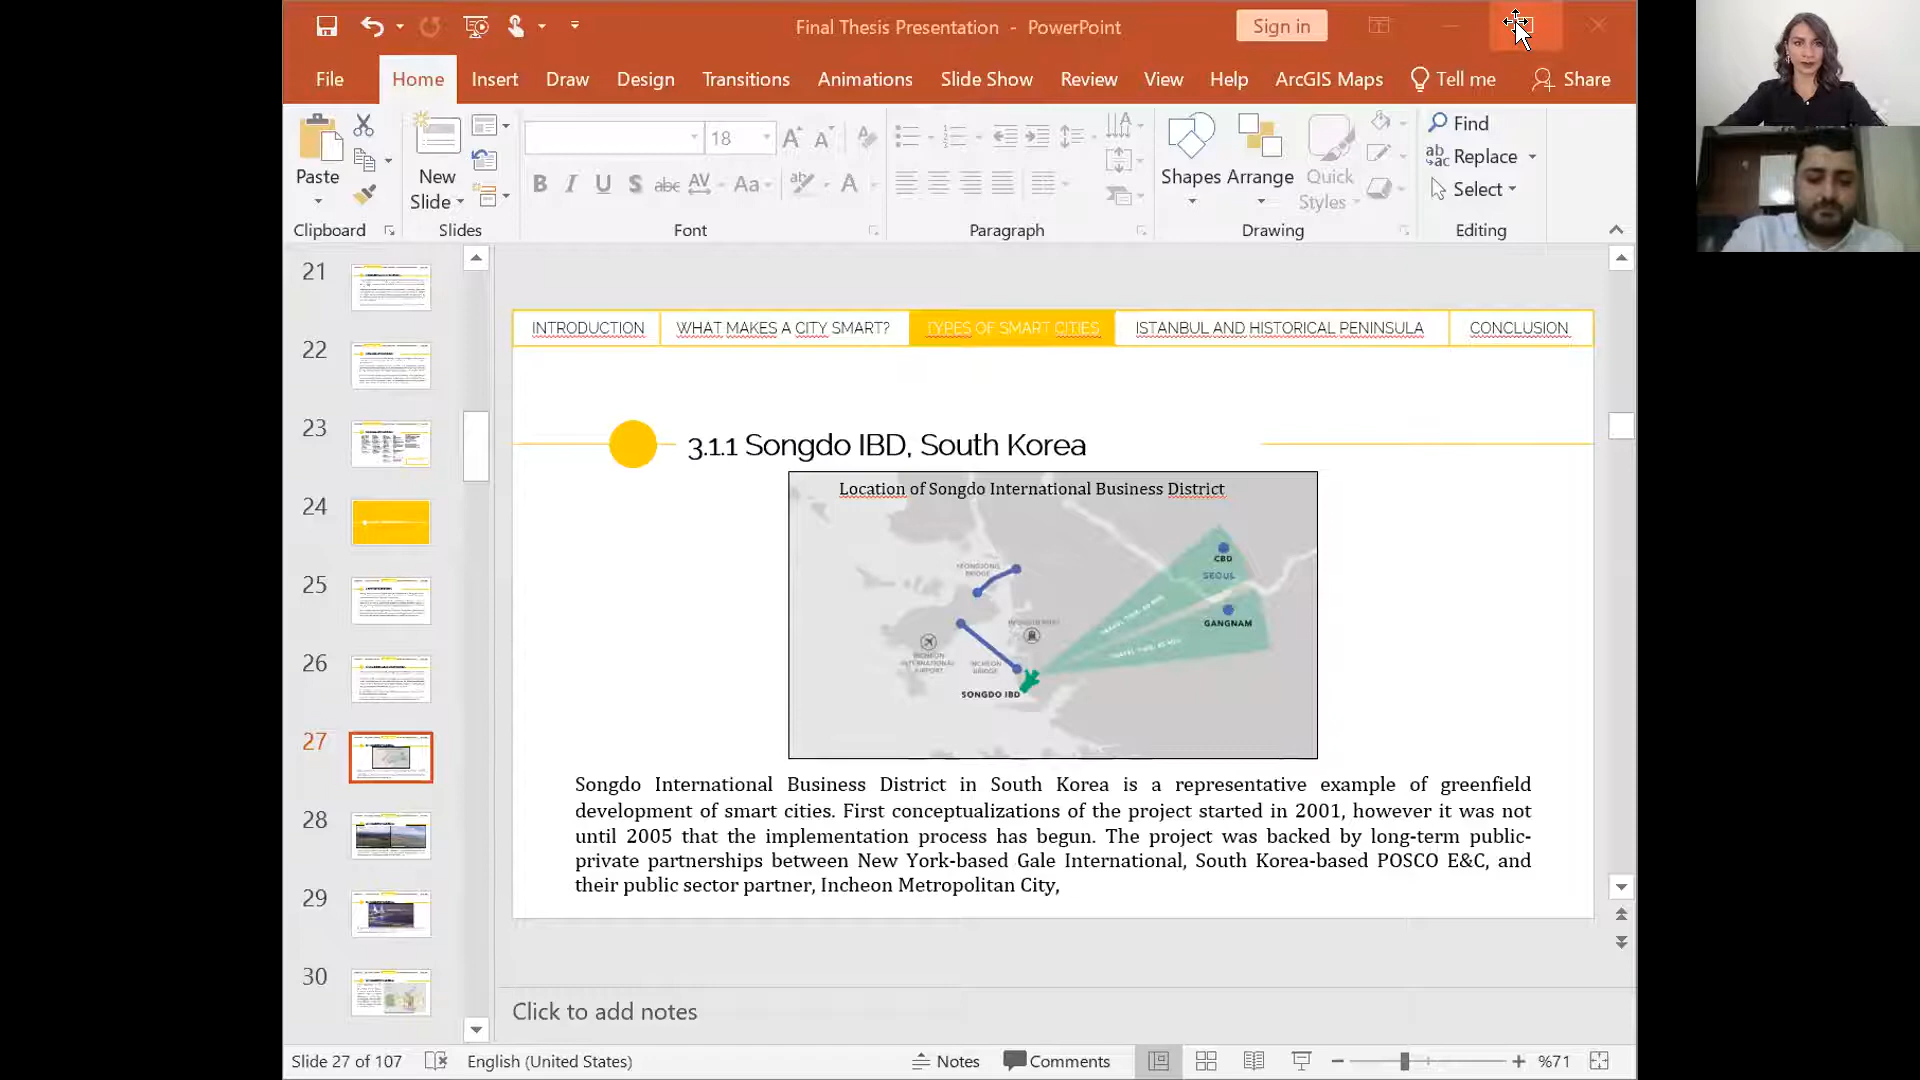 Final Thesis Presentation - PowerPoint
Sign in
File
Home
Insert
Draw
Design
Transitions
Animations
Slide Show
Review
View
Help
ArcGIS Maps
Tell me
Share
Paste
New
Slide
18
Shapes
Arrange
Quick
Styles
Find
Replace
Select
Clipboard
Slides
Font
Paragraph
Drawing
Editing
21
22
23
24
25
26
27
28
29
30
INTRODUCTION
WHAT MAKES A CITY SMART?
TYPES OF SMART CITIES
ISTANBUL AND HISTORICAL PENINSULA
CONCLUSION
3.1.1 Songdo IBD, South Korea
Location of Songdo International Business District
CBD
SEOUL
GANGNAM
YEONGJONG
BRIDGE
INCHEON
INTERNATIONAL
AIRPORT
INCHEON
BRIDGE
SONGDO IBD
Songdo International Business District in South Korea is a representative example of greenfield
development of smart cities. First conceptualizations of the project started in 2001, however it was not
until 2005 that the implementation process has begun. The project was backed by long-term public-
private partnerships between New York-based Gale International, South Korea-based POSCO E&C, and
their public sector partner, Incheon Metropolitan City,
Click to add notes
Slide 27 of 107
English (United States)
Notes
Comments
%71